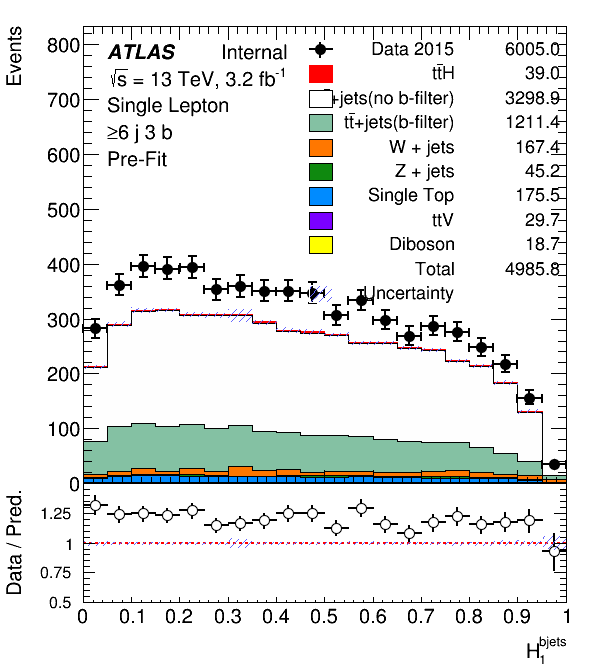 Events
800
700
600
500
400
300
200
100
0
ATLAS Internal
√s = 13 TeV, 3.2 fb⁻¹
Single Lepton
≥6 j 3 b
Pre-Fit
Data 2015 6005.0
tt̄H 39.0
+jets(no b-filter) 3298.9
tt̄+jets(b-filter) 1211.4
W + jets 167.4
Z + jets 45.2
Single Top 175.5
ttV 29.7
Diboson 18.7
Total 4985.8
Uncertainty
Data / Pred.
1.25
1
0.75
0.5
0 0.1 0.2 0.3 0.4 0.5 0.6 0.7 0.8 0.9 1
H₁ᵇʲᵉᵗˢ